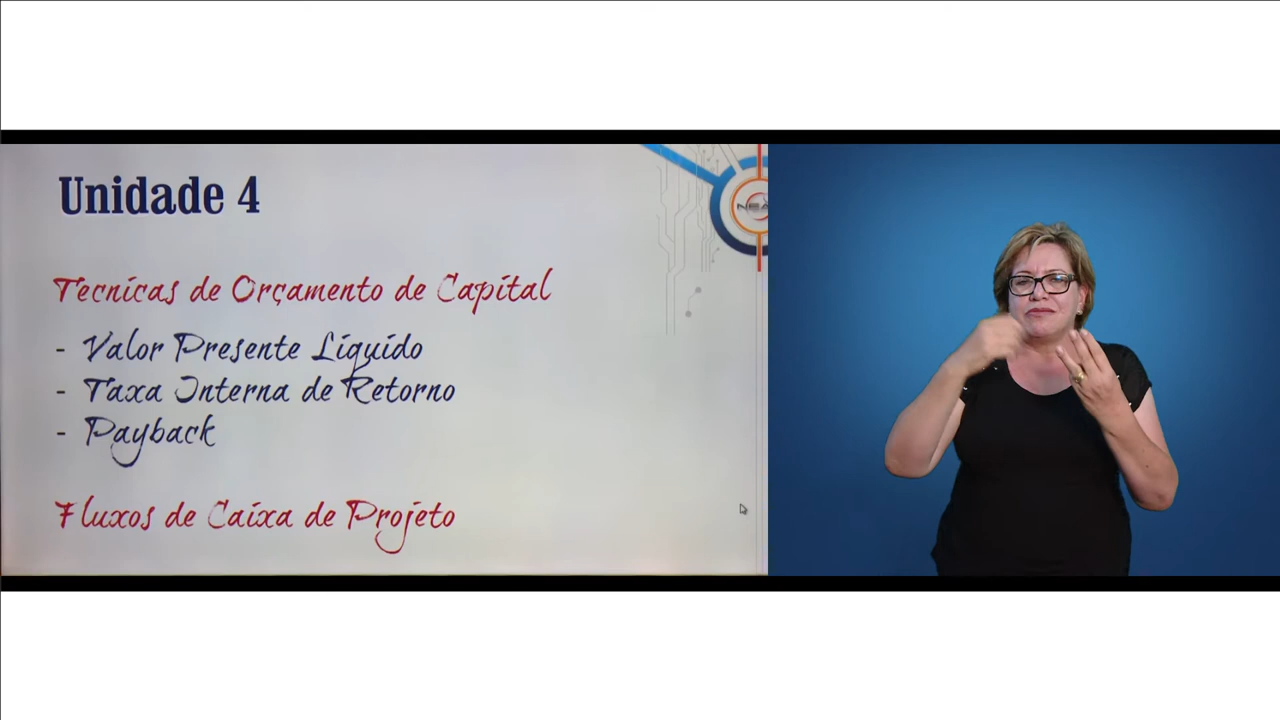 Unidade 4
Tecnicas de Orçamento de Capital
- Valor Presente Liquido
- Taxa Interna de Retorno
- Payback
Fluxos de Caixa de Projeto